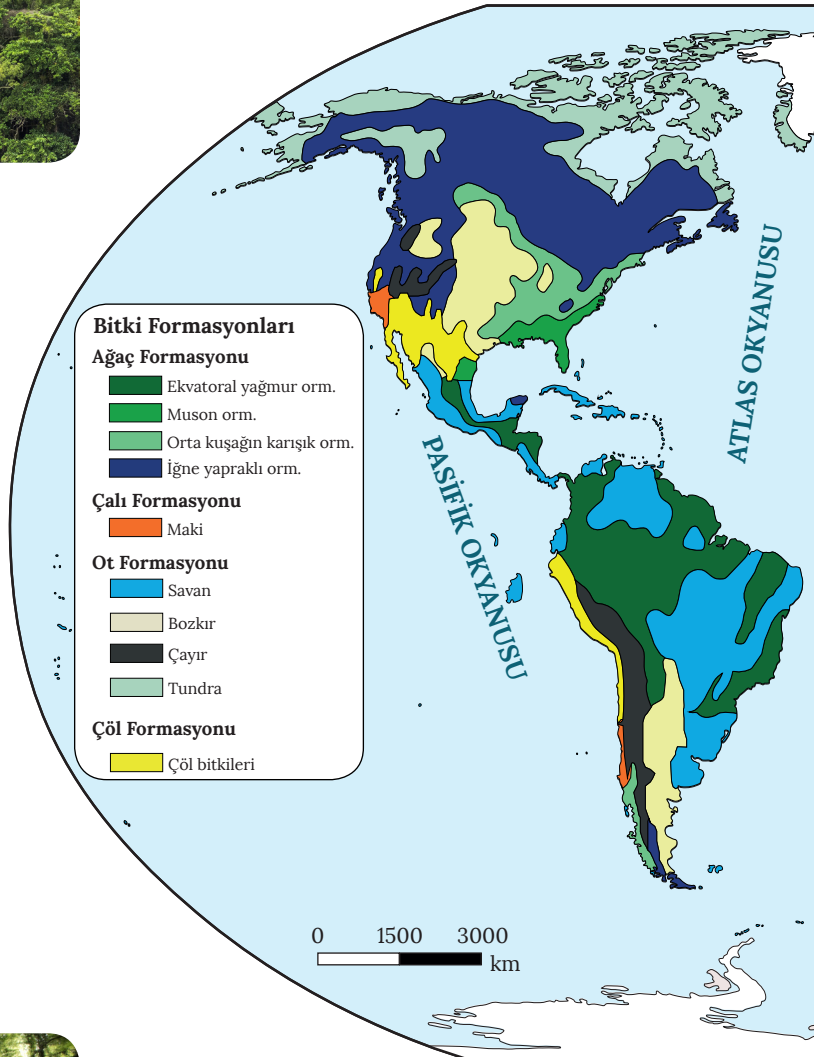 Bitki Formasyonları
Ağaç Formasyonu
Ekvatoral yağmur orm.
Muson orm.
Orta kuşağın karışık orm.
İğne yapraklı orm.
Çalı Formasyonu
Maki
Ot Formasyonu
Savan
Bozkır
Çayır
Tundra
Çöl Formasyonu
Çöl bitkileri
PASİFİK OKYANUSU
ATLAS OKYANUSU
0 1500 3000
km